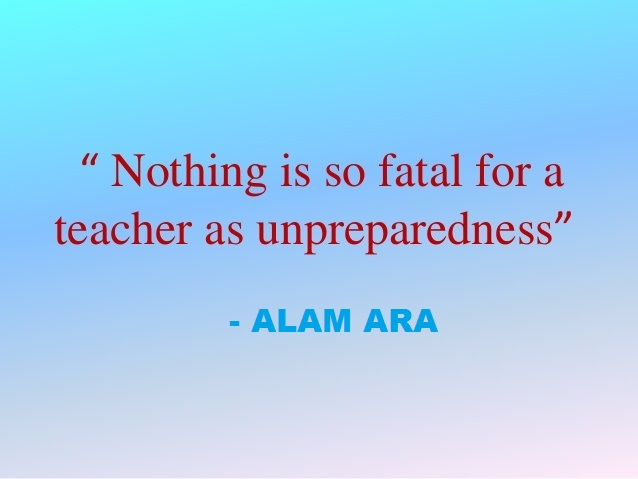 “ Nothing is so fatal for a
teacher as unpreparedness”
- ALAM ARA